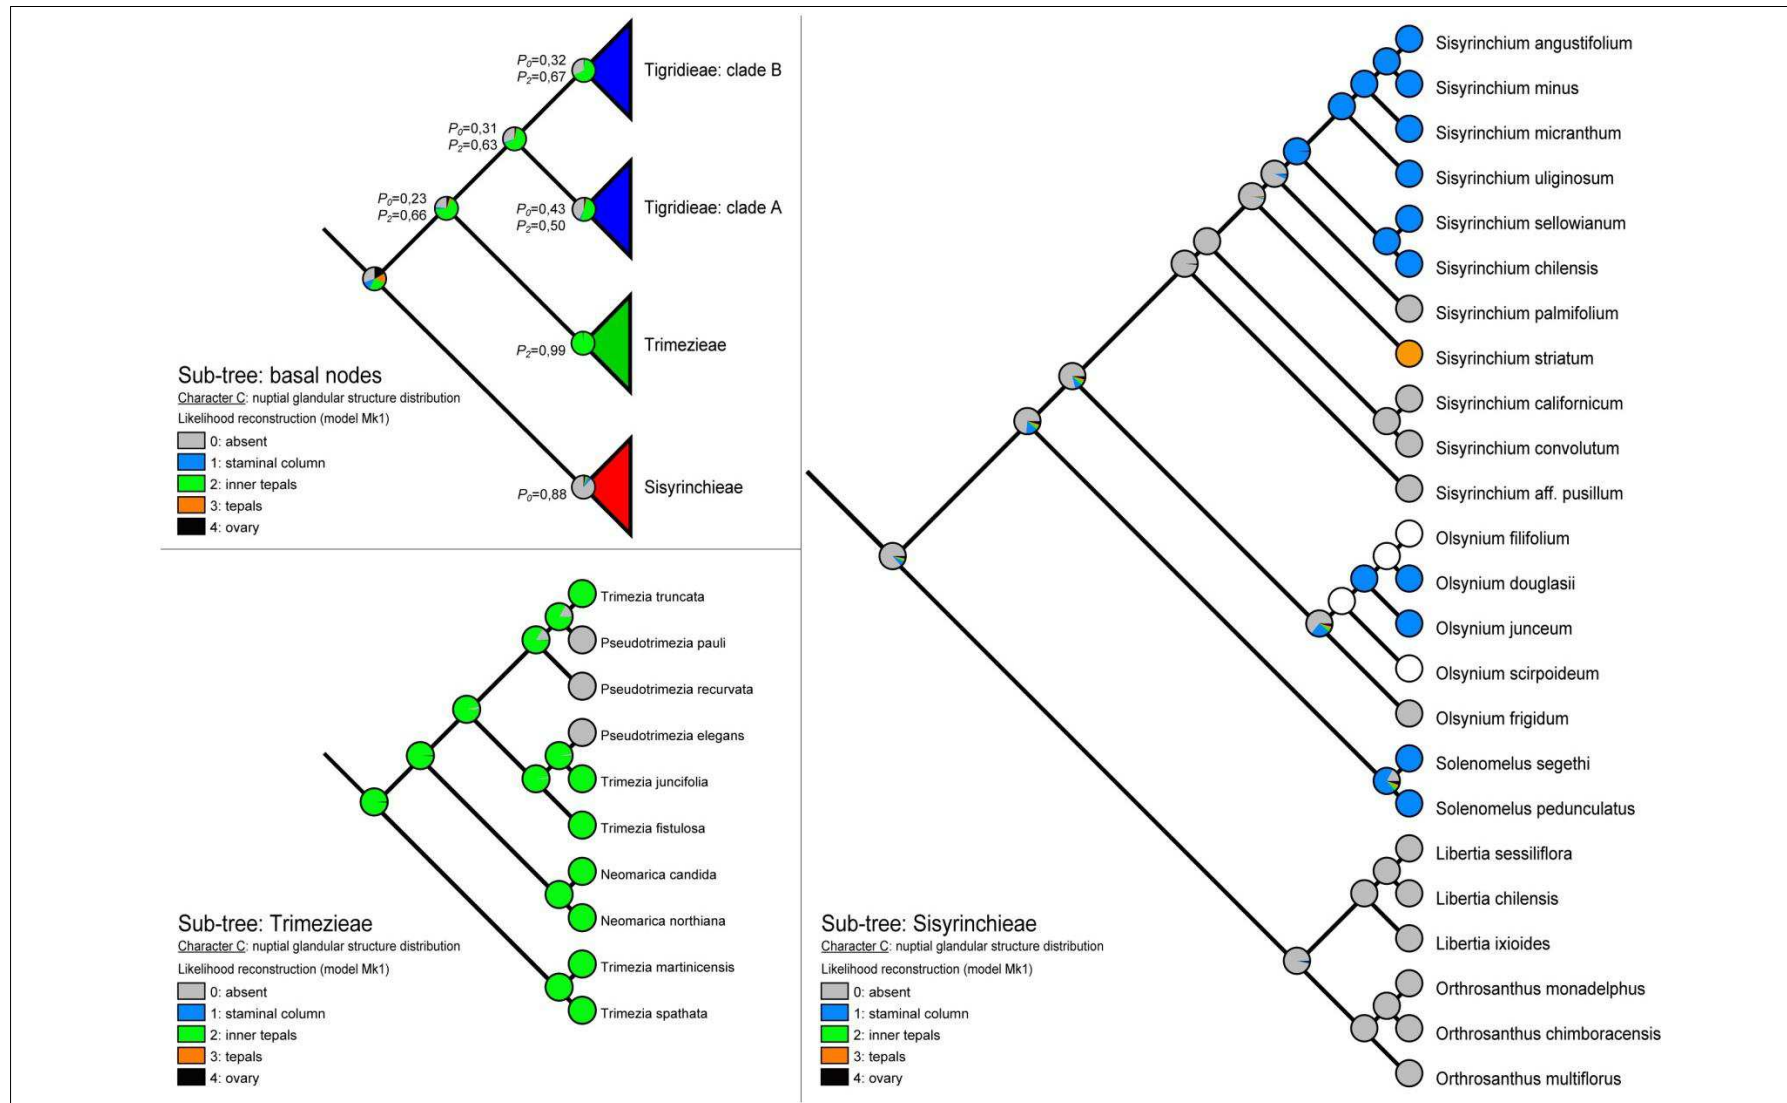 P0=0,32
P2=0,67
Tigridieae: clade B
P0=0,31
P2=0,63
P0=0,23
P2=0,66
P0=0,43
P2=0,50
Tigridieae: clade A
P2=0,99
Trimezieae
P0=0,88
Sisyrinchieae
Sub-tree: basal nodes
Character C: nuptial glandular structure distribution
Likelihood reconstruction (model Mk1)
0: absent
1: staminal column
2: inner tepals
3: tepals
4: ovary
Trimezia truncata
Pseudotrimezia pauli
Pseudotrimezia recurvata
Pseudotrimezia elegans
Trimezia juncifolia
Trimezia fistulosa
Neomarica candida
Neomarica northiana
Trimezia martinicensis
Trimezia spathata
Sub-tree: Trimezieae
Character C: nuptial glandular structure distribution
Likelihood reconstruction (model Mk1)
0: absent
1: staminal column
2: inner tepals
3: tepals
4: ovary
Sisyrinchium angustifolium
Sisyrinchium minus
Sisyrinchium micranthum
Sisyrinchium uliginosum
Sisyrinchium sellowianum
Sisyrinchium chilensis
Sisyrinchium palmifolium
Sisyrinchium striatum
Sisyrinchium californicum
Sisyrinchium convolutum
Sisyrinchium aff. pusillum
Olsynium filifolium
Olsynium douglasii
Olsynium junceum
Olsynium scirpoideum
Olsynium frigidum
Solenomelus segethi
Solenomelus pedunculatus
Libertia sessiliflora
Libertia chilensis
Libertia ixioides
Orthrosanthus monadelphus
Orthrosanthus chimboracensis
Orthrosanthus multiflorus
Sub-tree: Sisyrinchieae
Character C: nuptial glandular structure distribution
Likelihood reconstruction (model Mk1)
0: absent
1: staminal column
2: inner tepals
3: tepals
4: ovary